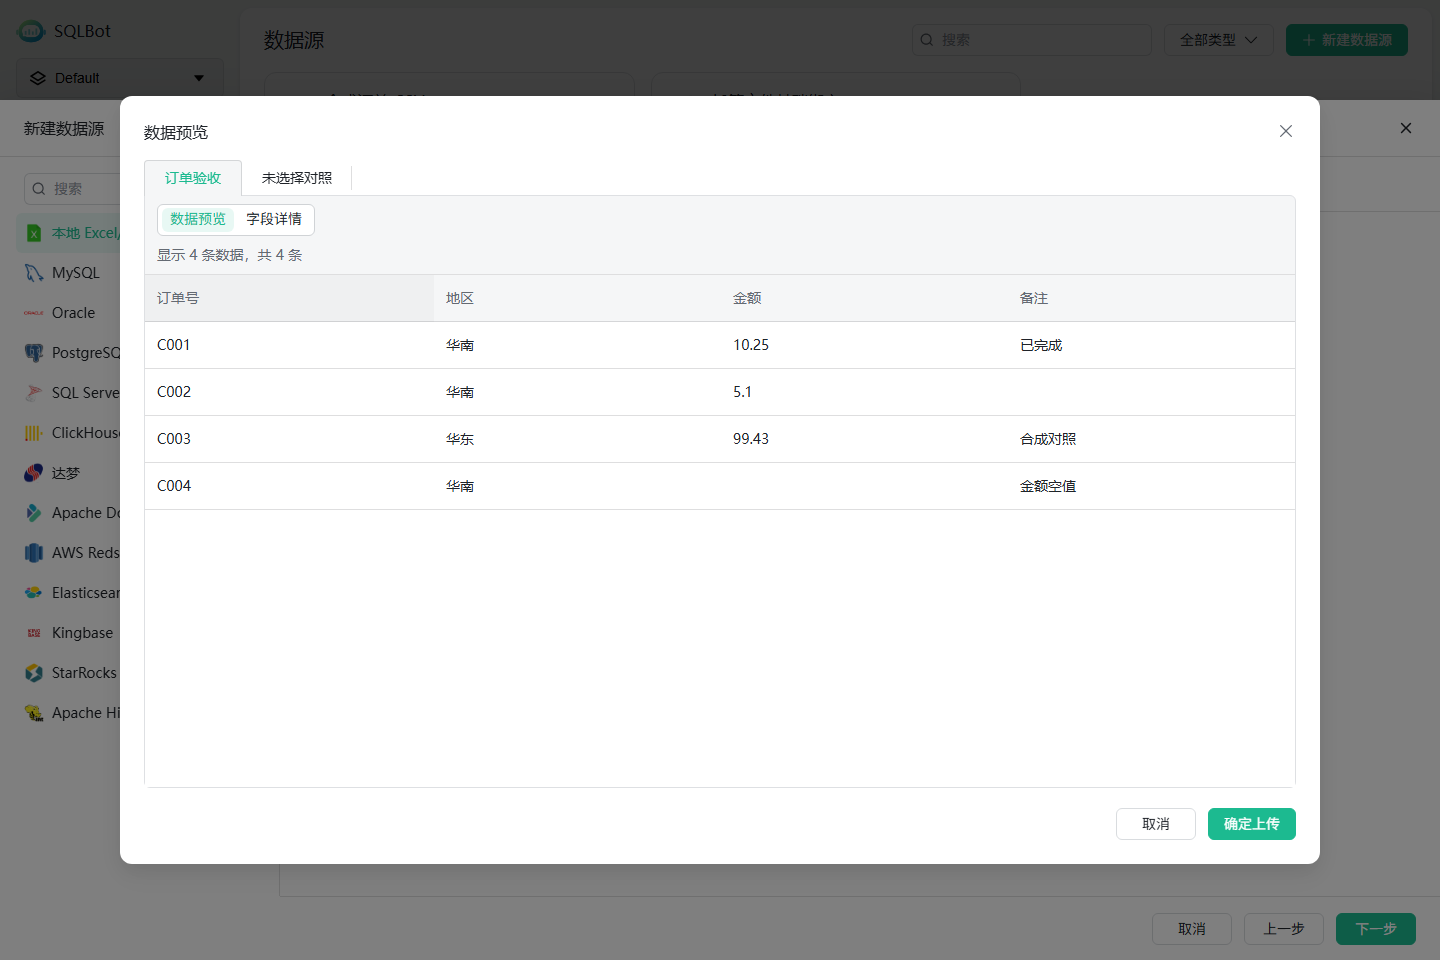 SQLBot
Default
数据源
搜索
全部类型
新建数据源
新建数据源
搜索
本地 Excel/
MySQL
Oracle
PostgreSQ
SQL Serve
ClickHouse
达梦
Apache Do
AWS Reds
Elasticsear
Kingbase
StarRocks
Apache Hi
数据预览
订单验收 未选择对照
数据预览 字段详情
显示 4 条数据，共 4 条
订单号 地区 金额 备注
C001 华南 10.25 已完成
C002 华南 5.1
C003 华东 99.43 合成对照
C004 华南 金额空值
取消 确定上传
取消 上一步 下一步